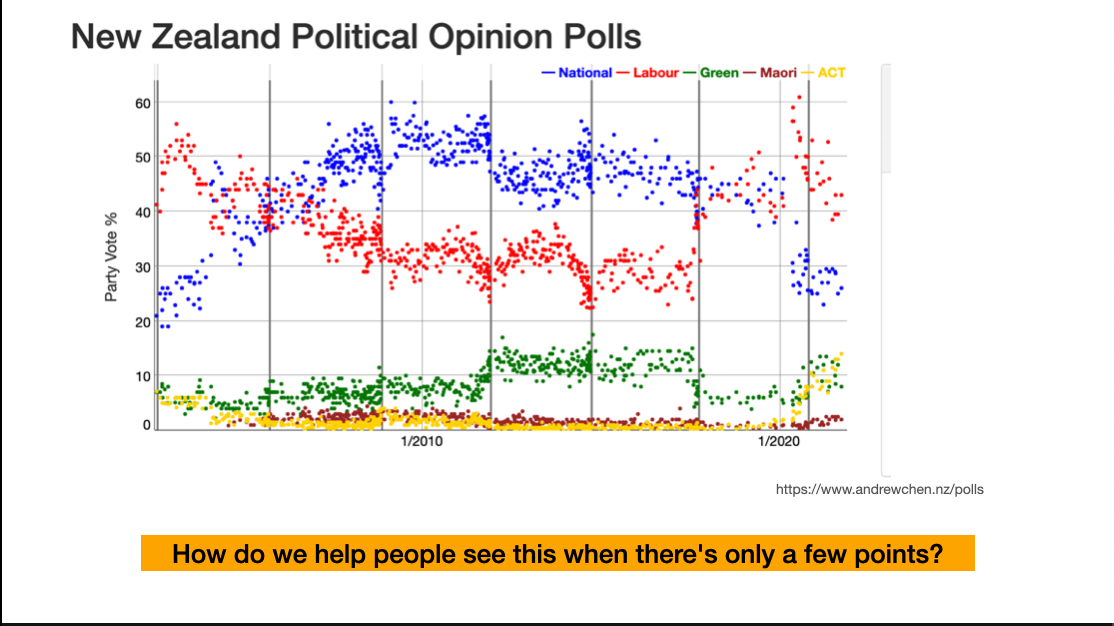 New Zealand Political Opinion Polls
— National — Labour — Green — Maori — ACT
Party Vote %
60
50
40
30
20
10
0
1/2010
1/2020
https://www.andrewchen.nz/polls
How do we help people see this when there's only a few points?